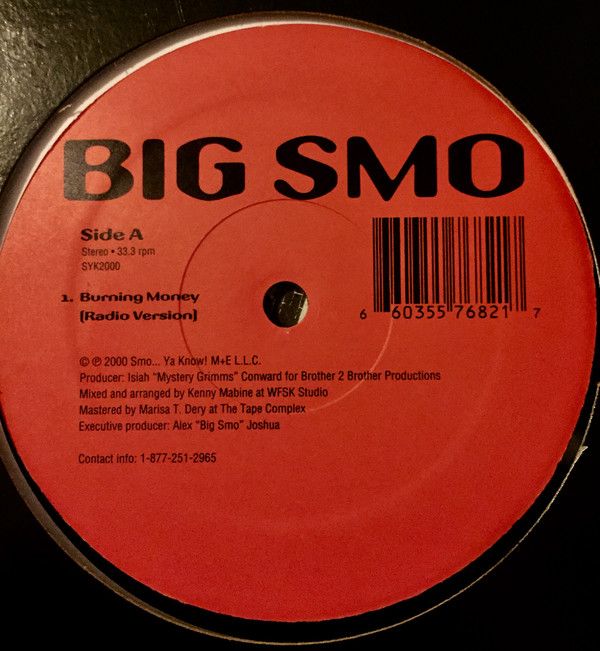 BIG SMO
Side A
Stereo • 33.3 rpm
SYK2000
1. Burning Money
(Radio Version)
6 60355 76821 7
© ℗ 2000 Smo... Ya Know! M+E L.L.C.
Producer: Isiah "Mystery Grimms" Conward for Brother 2 Brother Productions
Mixed and arranged by Kenny Mabine at WFSK Studio
Mastered by Marisa T. Dery at The Tape Complex
Executive producer: Alex "Big Smo" Joshua
Contact info: 1-877-251-2965